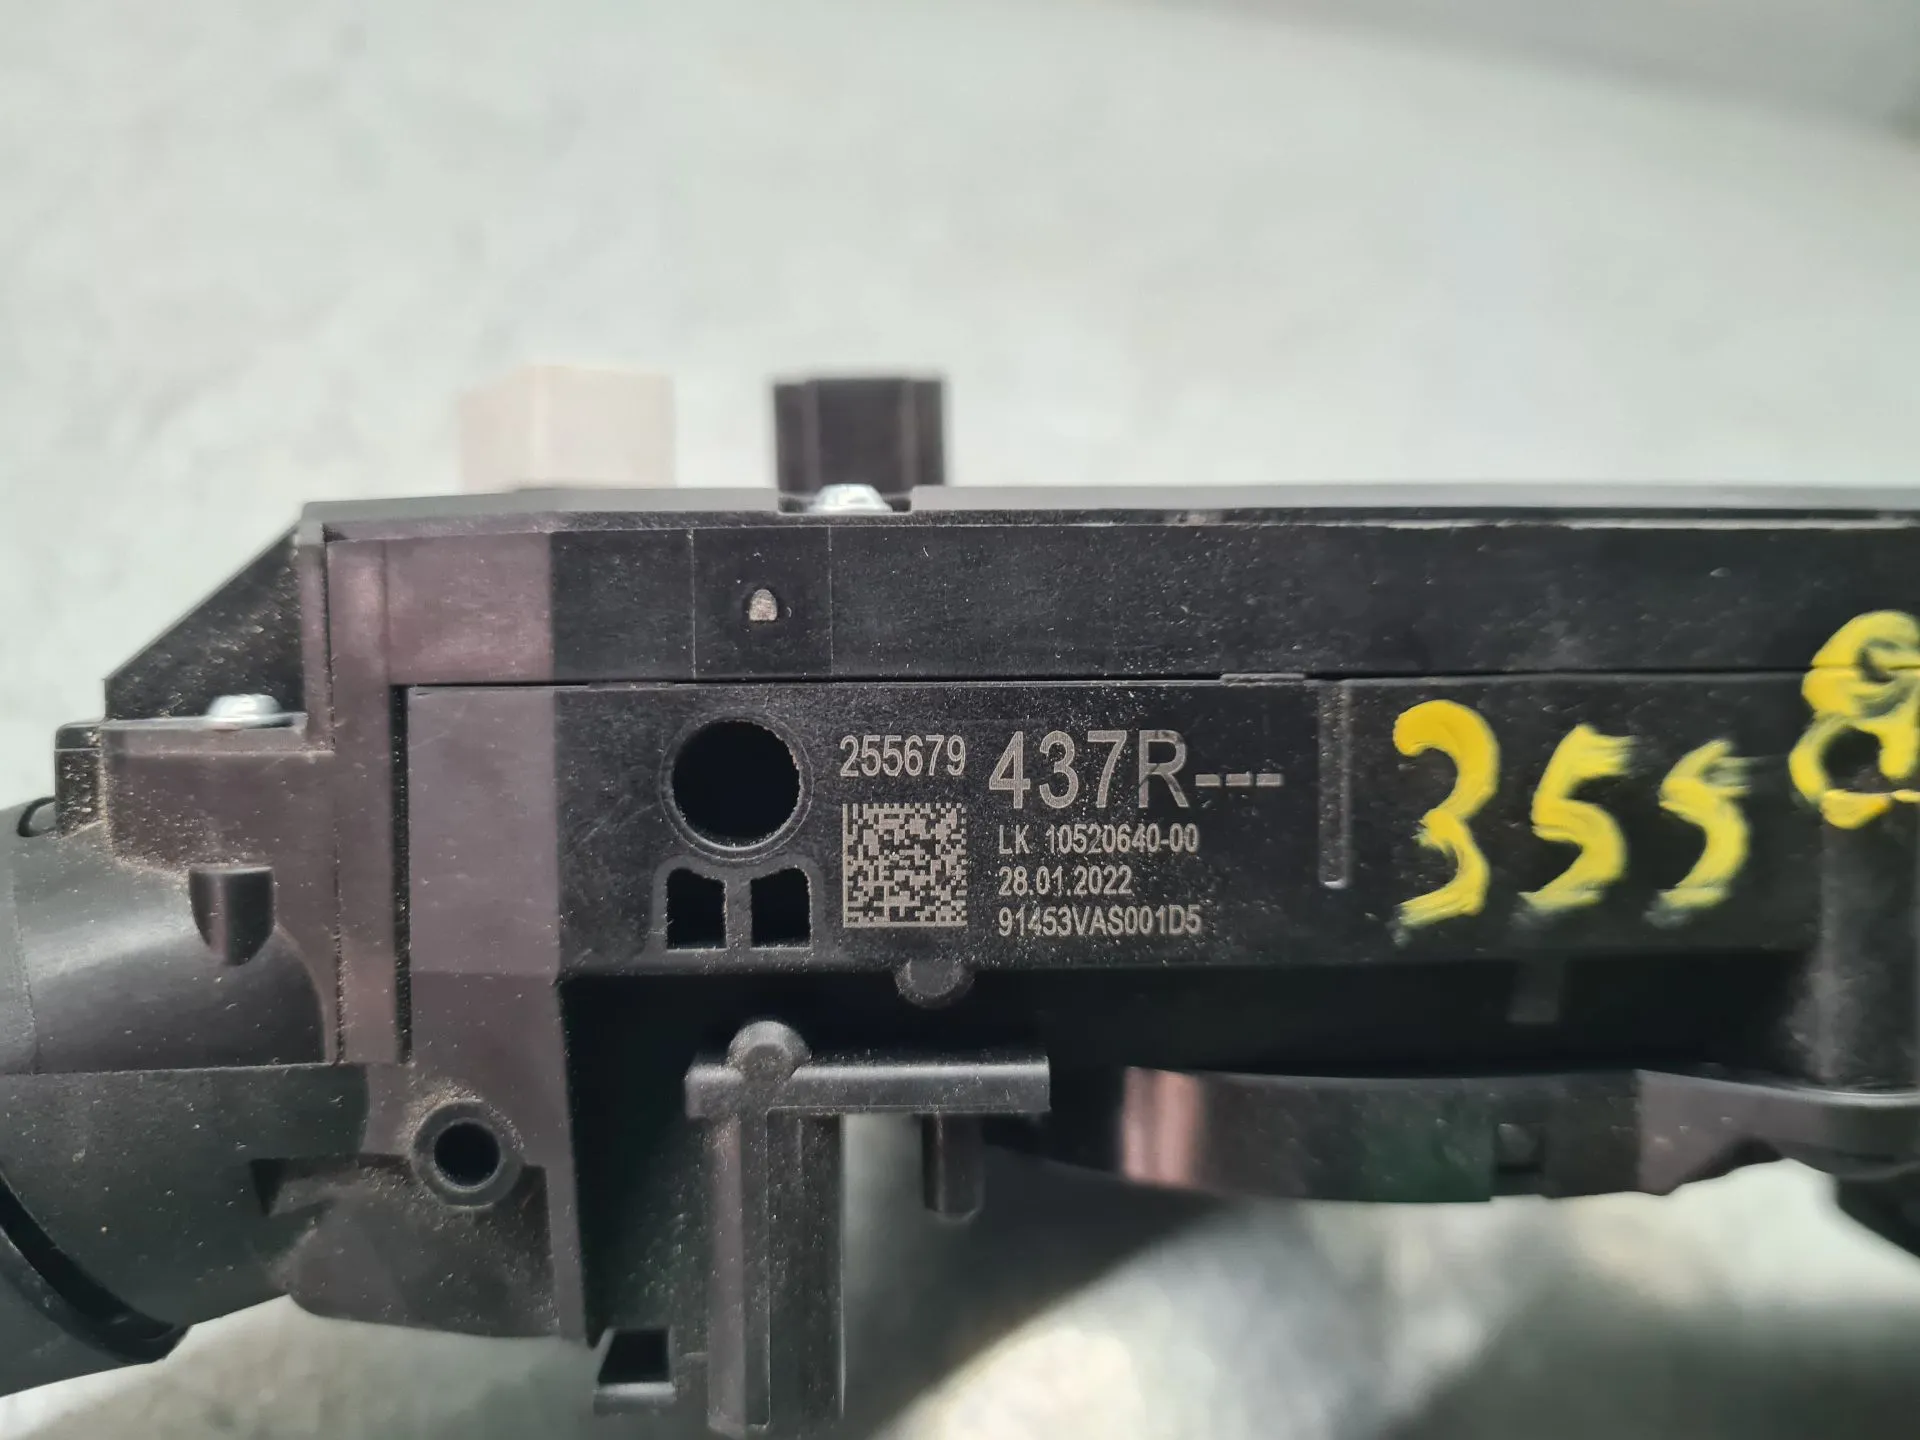 255679 437R---
LK 10520640-00
28.01.2022
91453VAS001D5
355